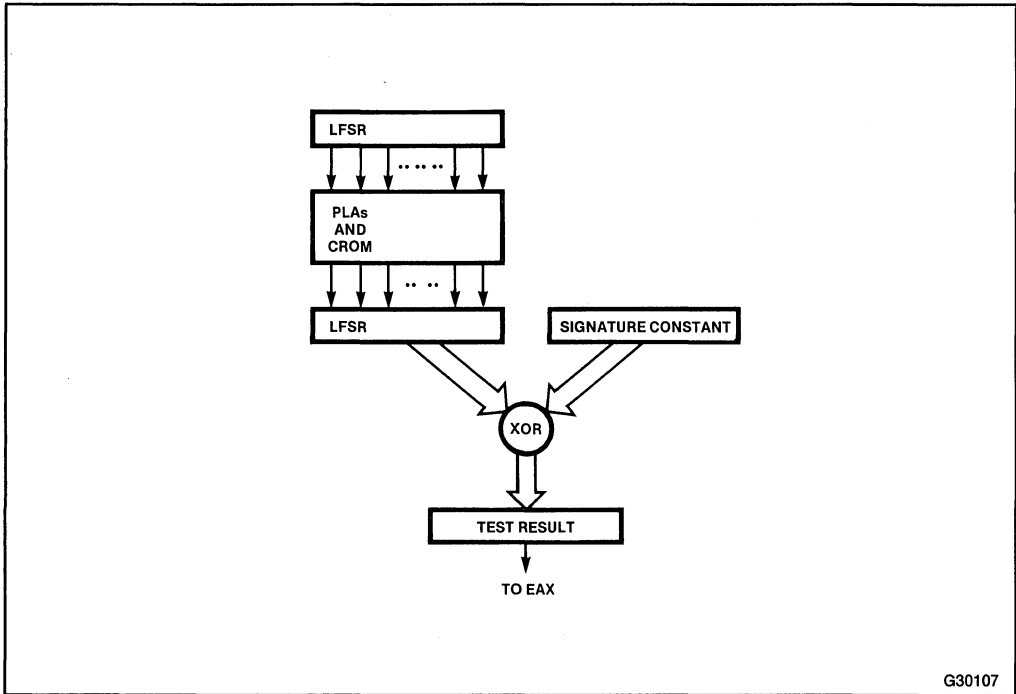 LFSR
PLAs
AND
CROM
LFSR
SIGNATURE CONSTANT
XOR
TEST RESULT
TO EAX
G30107